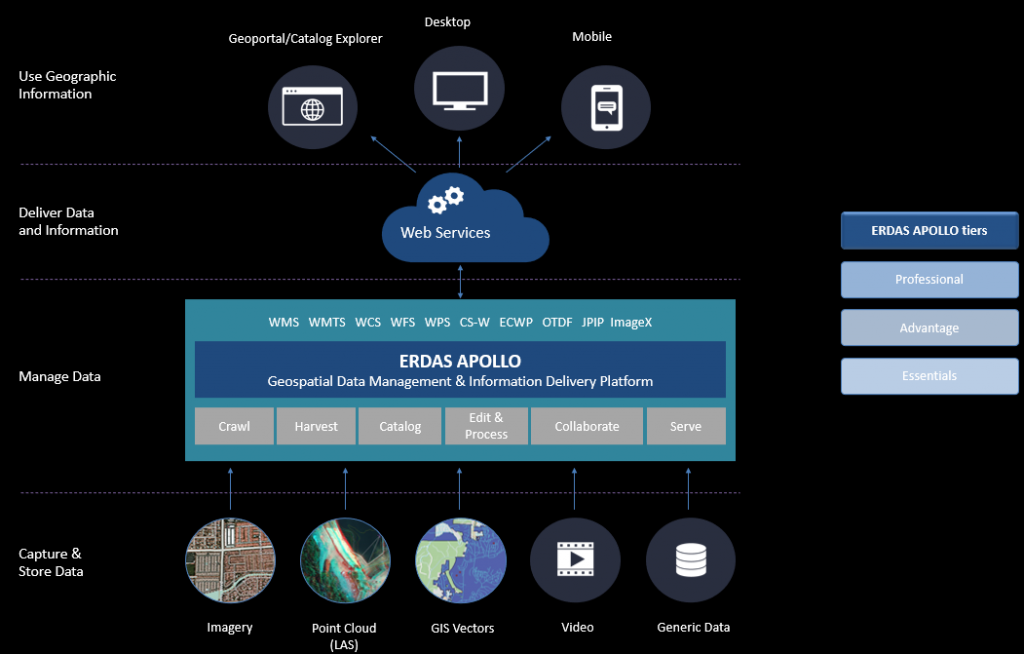 Desktop
Geoportal/Catalog Explorer
Mobile
Use Geographic
Information
Deliver Data
and Information
Web Services
ERDAS APOLLO tiers
Professional
Advantage
Essentials
WMS WMTS WCS WFS WPS CS-W ECWP OTDF JPIP ImageX
ERDAS APOLLO
Geospatial Data Management & Information Delivery Platform
Manage Data
Crawl
Harvest
Catalog
Edit &
Process
Collaborate
Serve
Capture &
Store Data
Imagery
Point Cloud
(LAS)
GIS Vectors
Video
Generic Data